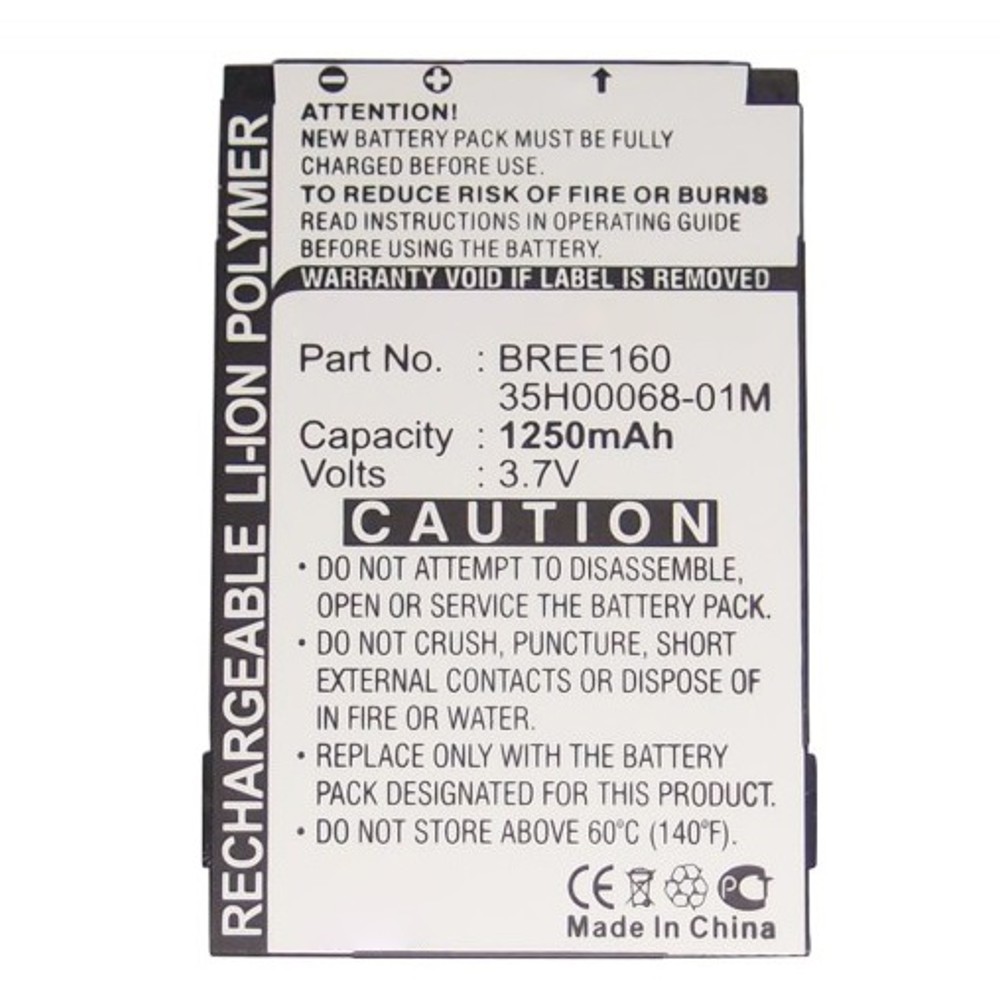 RECHARGEABLE LI-ION POLYMER
ATTENTION!
NEW BATTERY PACK MUST BE FULLY
CHARGED BEFORE USE.
TO REDUCE RISK OF FIRE OR BURNS
READ INSTRUCTIONS IN OPERATING GUIDE
BEFORE USING THE BATTERY.
WARRANTY VOID IF LABEL IS REMOVED
Part No. : BREE160
35H00068-01M
Capacity : 1250mAh
Volts : 3.7V
CAUTION
• DO NOT ATTEMPT TO DISASSEMBLE,
OPEN OR SERVICE THE BATTERY PACK.
• DO NOT CRUSH, PUNCTURE, SHORT
EXTERNAL CONTACTS OR DISPOSE OF
IN FIRE OR WATER.
• REPLACE ONLY WITH THE BATTERY
PACK DESIGNATED FOR THIS PRODUCT.
• DO NOT STORE ABOVE 60°C (140°F).
CE PCT
Made In China